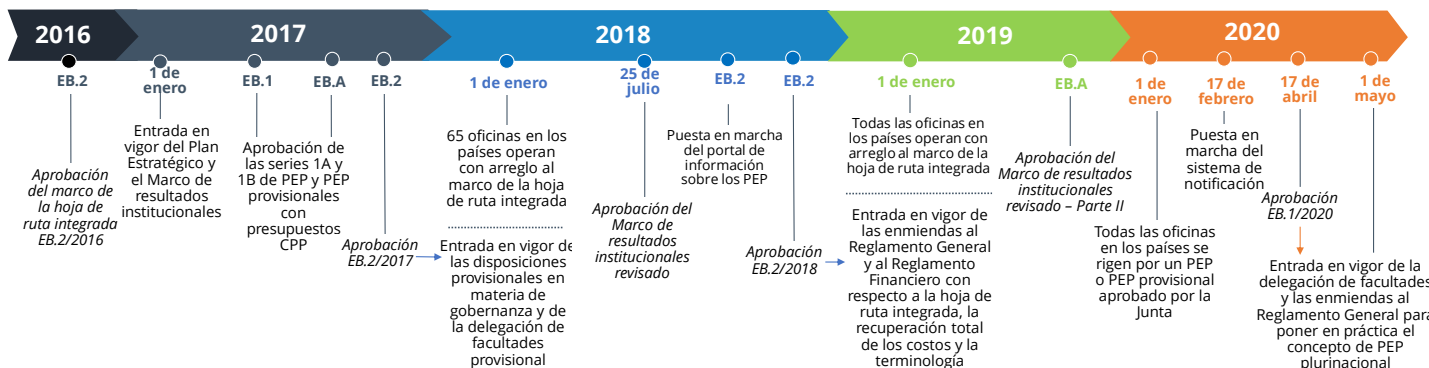 2016
2017
2018
2019
2020
EB.2
Aprobación
del marco de
la hoja de
ruta integrada
EB.2/2016
1 de
enero
Entrada en
vigor del Plan
Estratégico y
el Marco de
resultados
institucionales
EB.1
EB.A
Aprobación de
las series 1A y
1B de PEP y PEP
provisionales
con
presupuestos
CPP
EB.2
Aprobación
EB.2/2017
1 de enero
65 oficinas en los
países operan
con arreglo al
marco de la hoja
de ruta integrada
Entrada en vigor de
las disposiciones
provisionales en
materia de
gobernanza y de
la delegación de
facultades
provisional
25 de
julio
Aprobación del
Marco de
resultados
institucionales
revisado
EB.2
Puesta en marcha
del portal de
información
sobre los PEP
EB.2
Aprobación
EB.2/2018
1 de enero
Todas las oficinas en
los países operan con
arreglo al marco de la
hoja de ruta integrada
Entrada en vigor de
las enmiendas al
Reglamento General
y al Reglamento
Financiero con
respecto a la hoja de
ruta integrada, la
recuperación total
de los costos y la
terminología
EB.A
Aprobación del
Marco de resultados
institucionales
revisado – Parte II
1 de
enero
Todas las oficinas
en los países se
rigen por un PEP
o PEP provisional
aprobado por la
Junta
17 de
febrero
Puesta en
marcha del
sistema de
notificación
17 de
abril
Aprobación
EB.1/2020
1 de
mayo
Entrada en vigor de la
delegación de facultades
y las enmiendas al
Reglamento General para
poner en práctica el
concepto de PEP
plurinacional